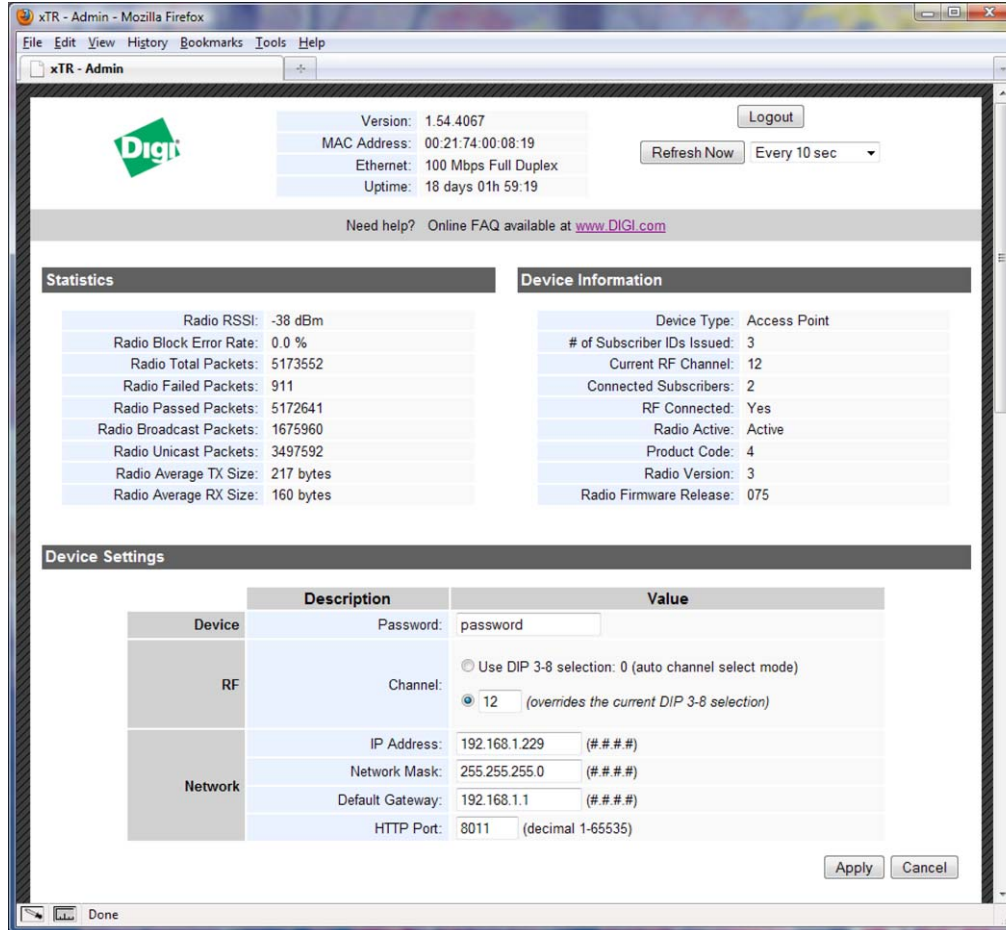 xTR - Admin - Mozilla Firefox
File Edit View History Bookmarks Tools Help
xTR - Admin
Digi
Version: 1.54.4067
MAC Address: 00:21:74:00:08:19
Ethernet: 100 Mbps Full Duplex
Uptime: 18 days 01h 59:19
Logout
Refresh Now Every 10 sec
Need help? Online FAQ available at www.DIGI.com
Statistics
Radio RSSI: -38 dBm
Radio Block Error Rate: 0.0 %
Radio Total Packets: 5173552
Radio Failed Packets: 911
Radio Passed Packets: 5172641
Radio Broadcast Packets: 1675960
Radio Unicast Packets: 3497592
Radio Average TX Size: 217 bytes
Radio Average RX Size: 160 bytes
Device Information
Device Type: Access Point
# of Subscriber IDs Issued: 3
Current RF Channel: 12
Connected Subscribers: 2
RF Connected: Yes
Radio Active: Active
Product Code: 4
Radio Version: 3
Radio Firmware Release: 075
Device Settings
Description Value
Device Password: password
RF Channel: Use DIP 3-8 selection: 0 (auto channel select mode)
12 (overrides the current DIP 3-8 selection)
Network
IP Address: 192.168.1.229 (#.#.#.#)
Network Mask: 255.255.255.0 (#.#.#.#)
Default Gateway: 192.168.1.1 (#.#.#.#)
HTTP Port: 8011 (decimal 1-65535)
Apply Cancel
Done